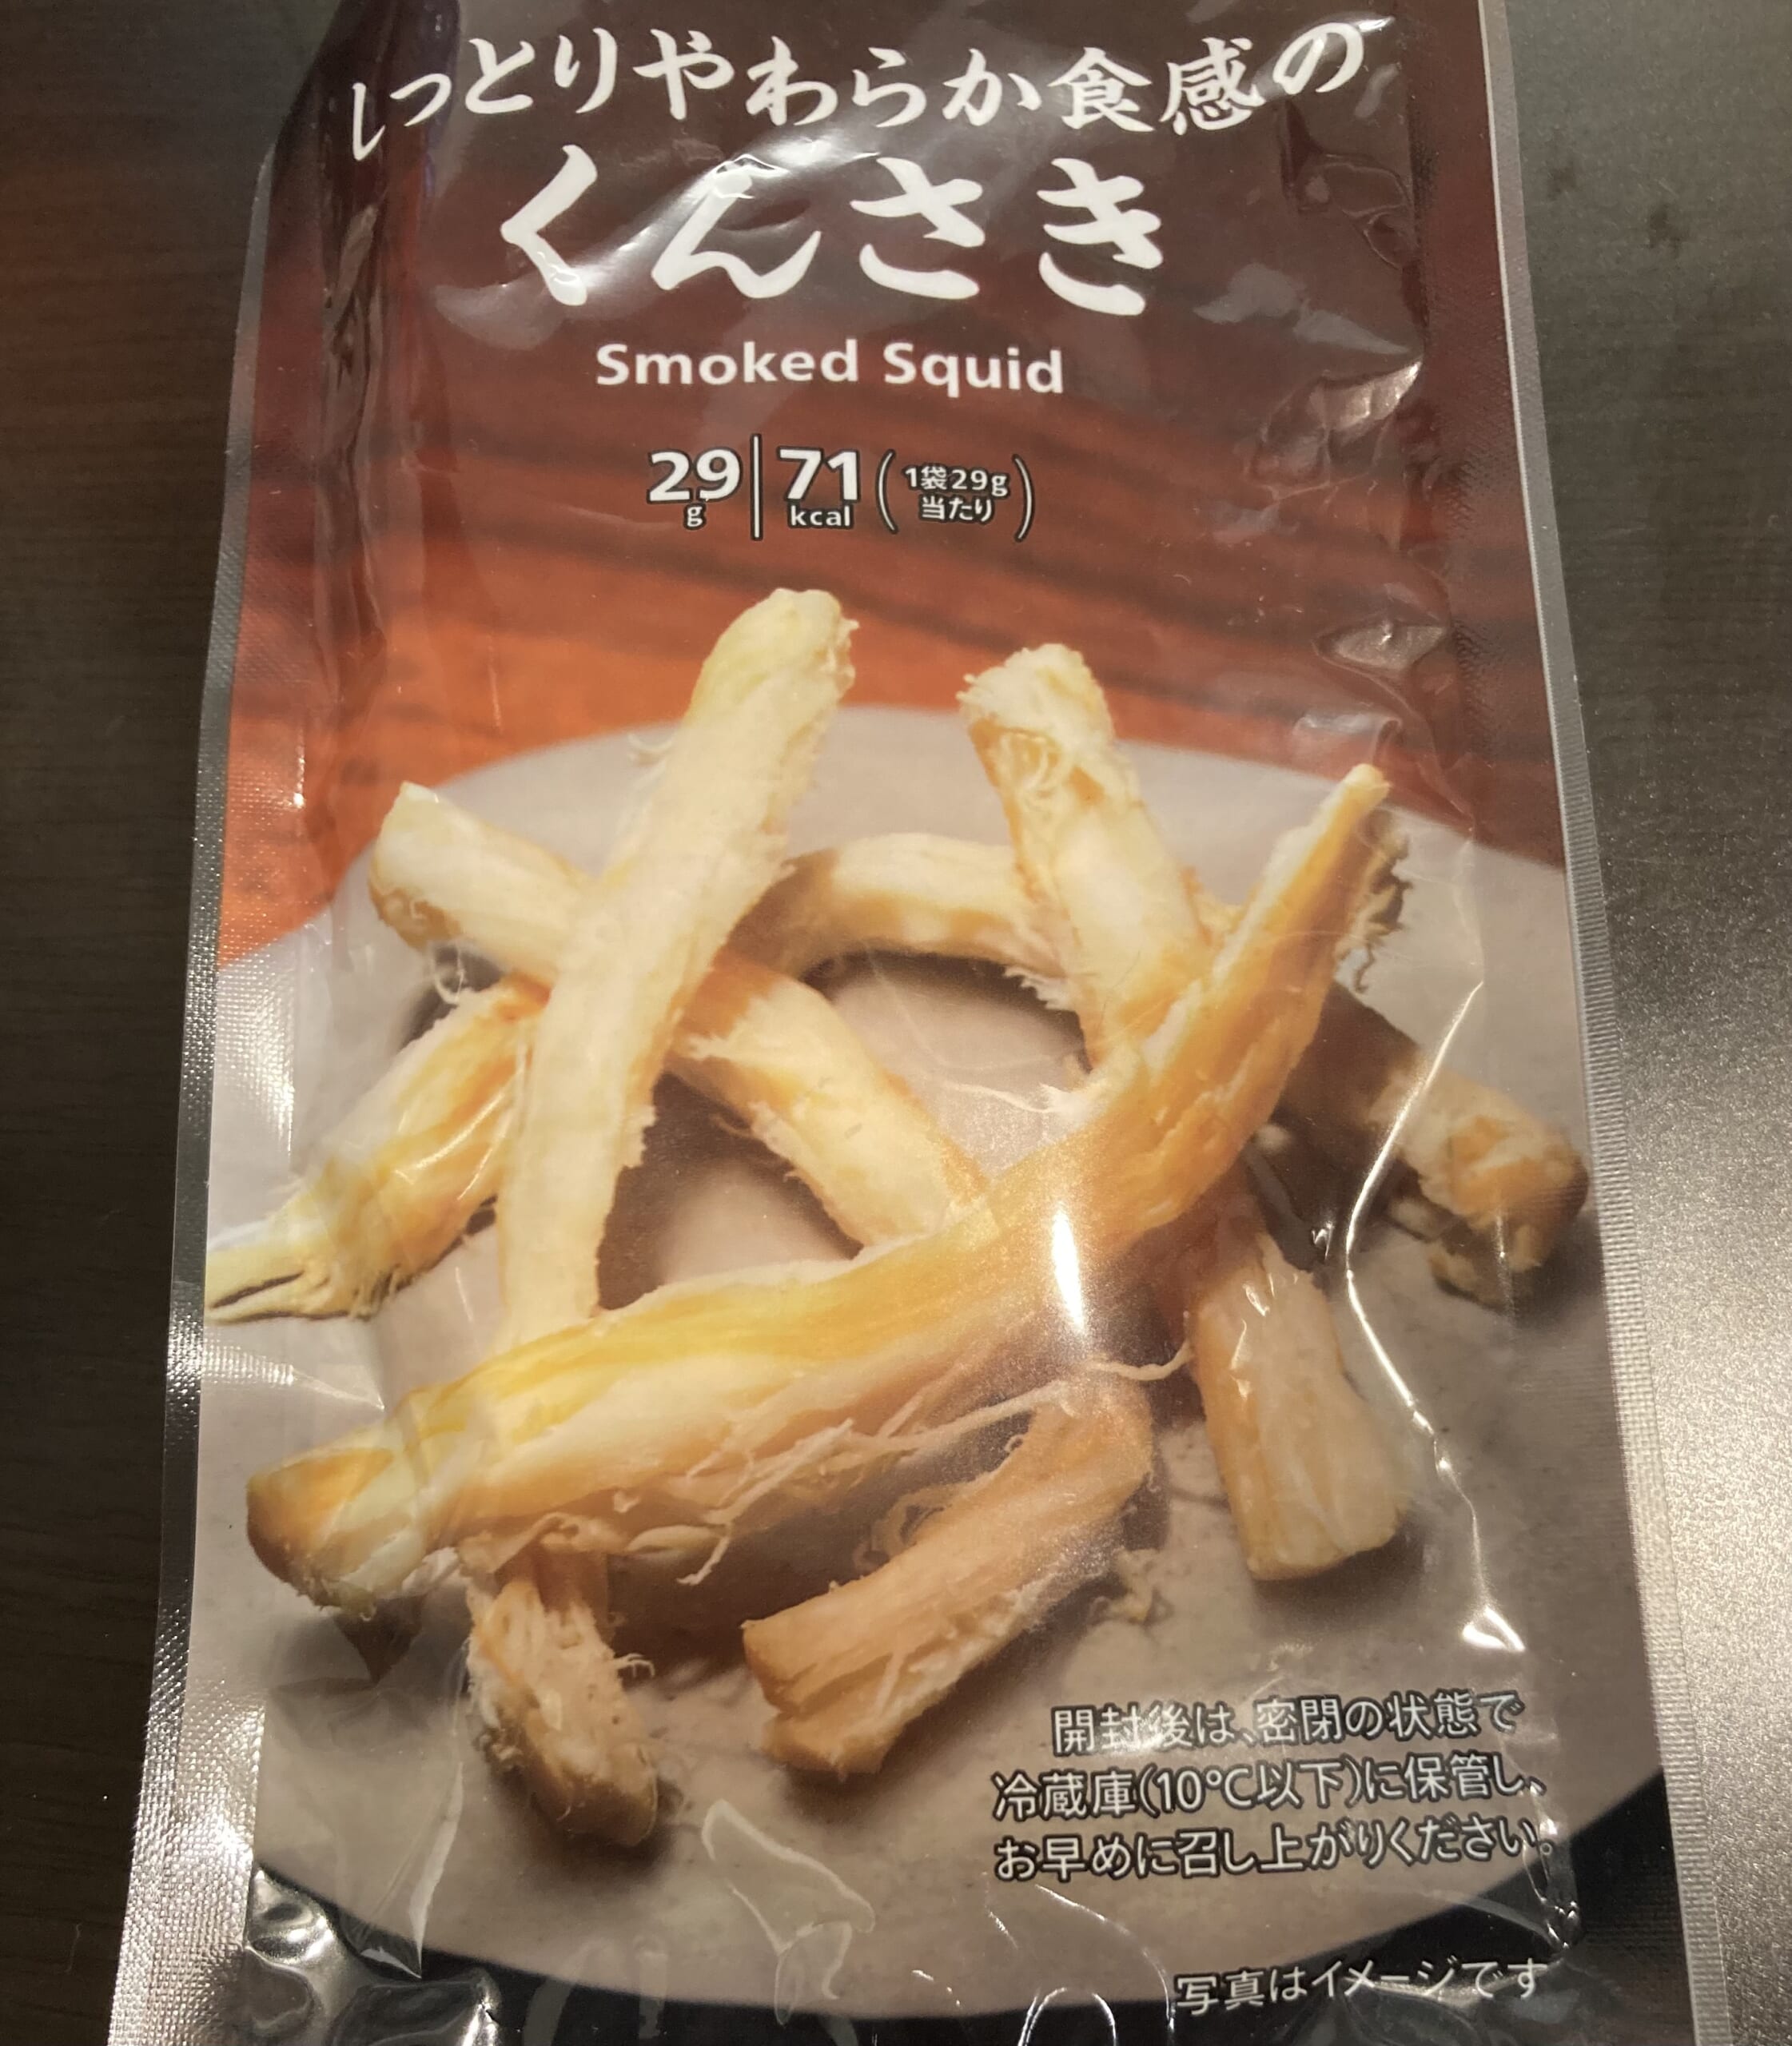 しっとりやわらか食感の
くんさき
Smoked Squid
29g 71kcal (1袋29g当たり)
開封後は、密閉の状態で
冷蔵庫(10℃以下)に保管し、
お早めに召し上がりください。
写真はイメージです